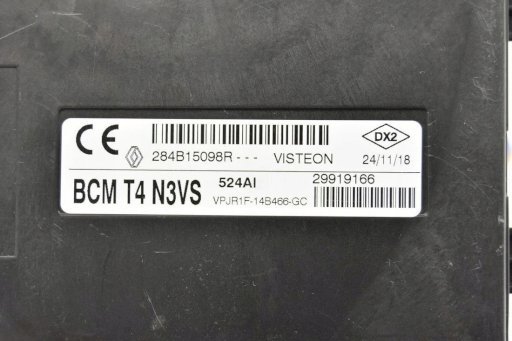 CE
DX2
284B15098R--- VISTEON 24/11/18
BCM T4 N3VS 524AI 29919166
VPJR1F-14B466-GC